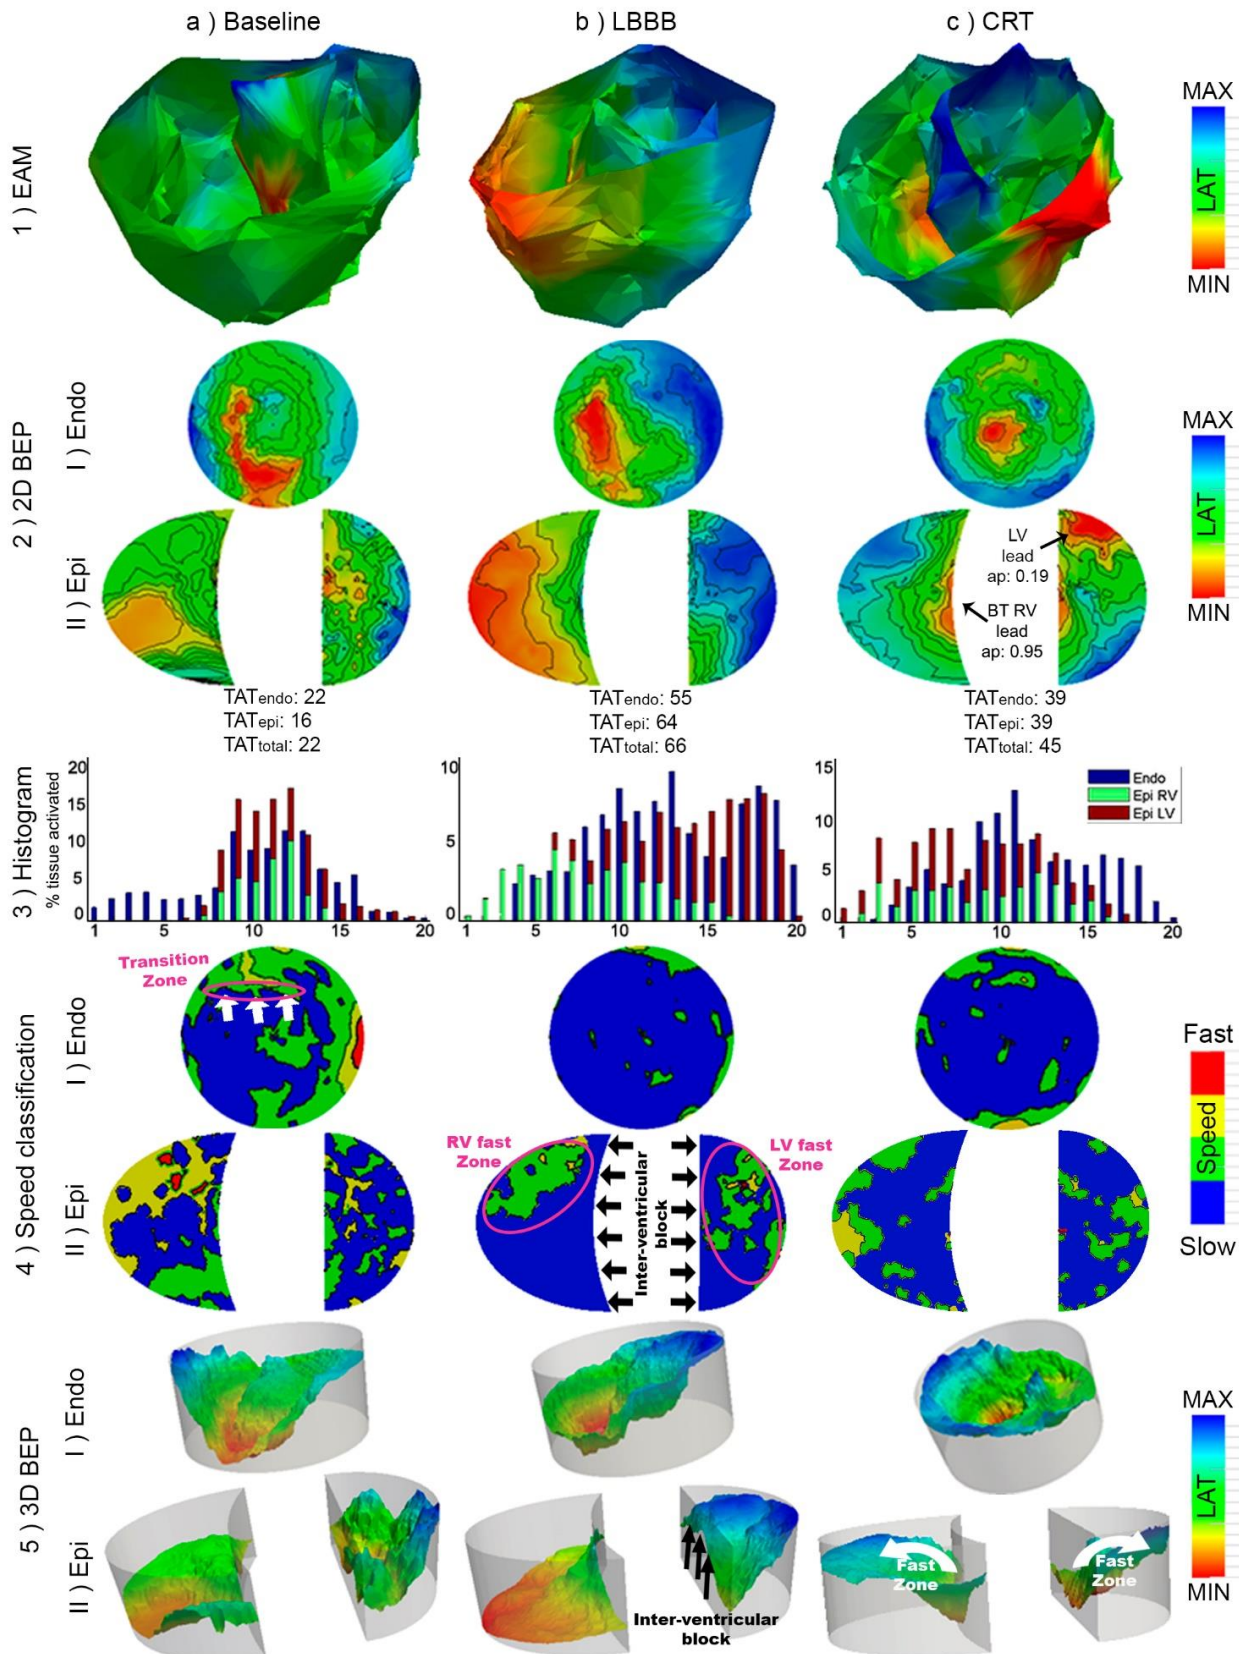 a ) Baseline
b ) LBBB
c ) CRT
1 ) EAM
MAX
LAT
MIN
2 ) 2D BEP
I ) Endo
II ) Epi
MAX
LAT
MIN
LV
lead
ap: 0.19
BT RV
lead
ap: 0.95
TATendo: 22
TATepi: 16
TATtotal: 22
TATendo: 55
TATepi: 64
TATtotal: 66
TATendo: 39
TATepi: 39
TATtotal: 45
3 ) Histogram
% tissue activated
20
15
10
5
0
1 5 10 15 20
10
5
0
1 5 10 15 20
15
10
5
0
1 5 10 15 20
Endo
Epi RV
Epi LV
4 ) Speed classification
I ) Endo
II ) Epi
Transition
Zone
RV fast
Zone
Inter-ventricular
block
LV fast
Zone
Fast
Speed
Slow
5 ) 3D BEP
I ) Endo
II ) Epi
Inter-ventricular
block
Fast
Zone
Fast
Zone
MAX
LAT
MIN